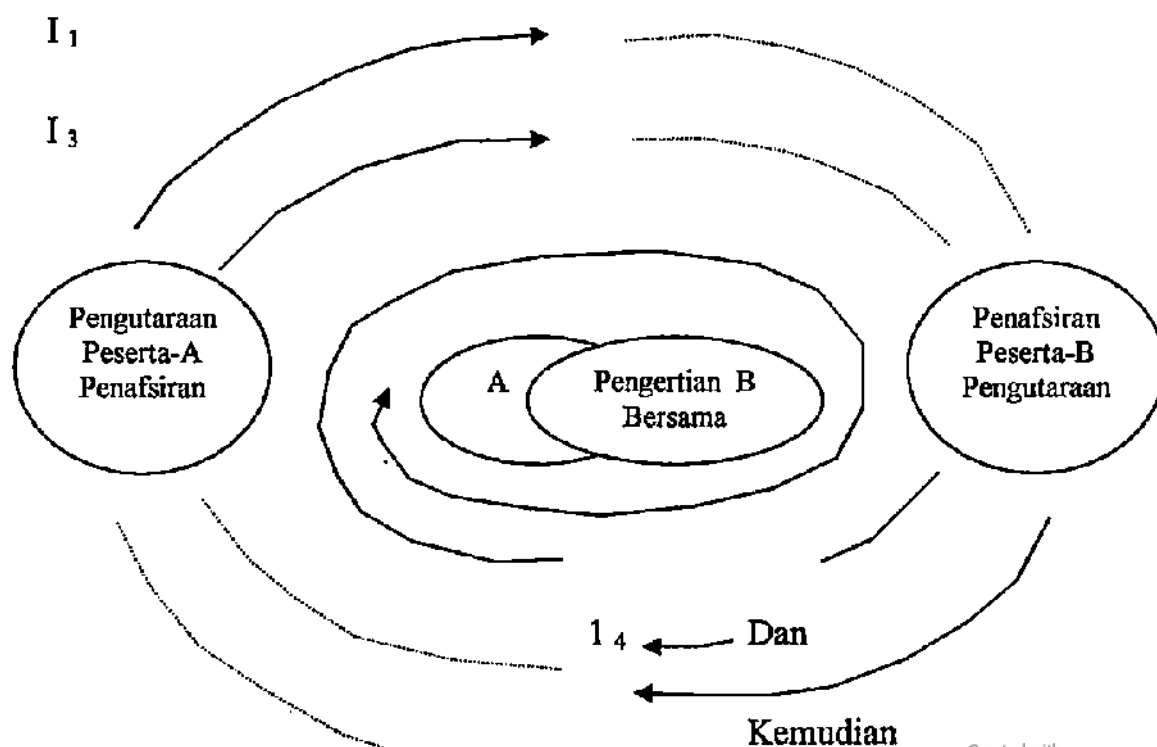 I 1
I 3
Pengutaraan
Peserta-A
Penafsiran
A
Pengertian B
Bersama
Penafsiran
Peserta-B
Pengutaraan
1 4
Dan
Kemudian